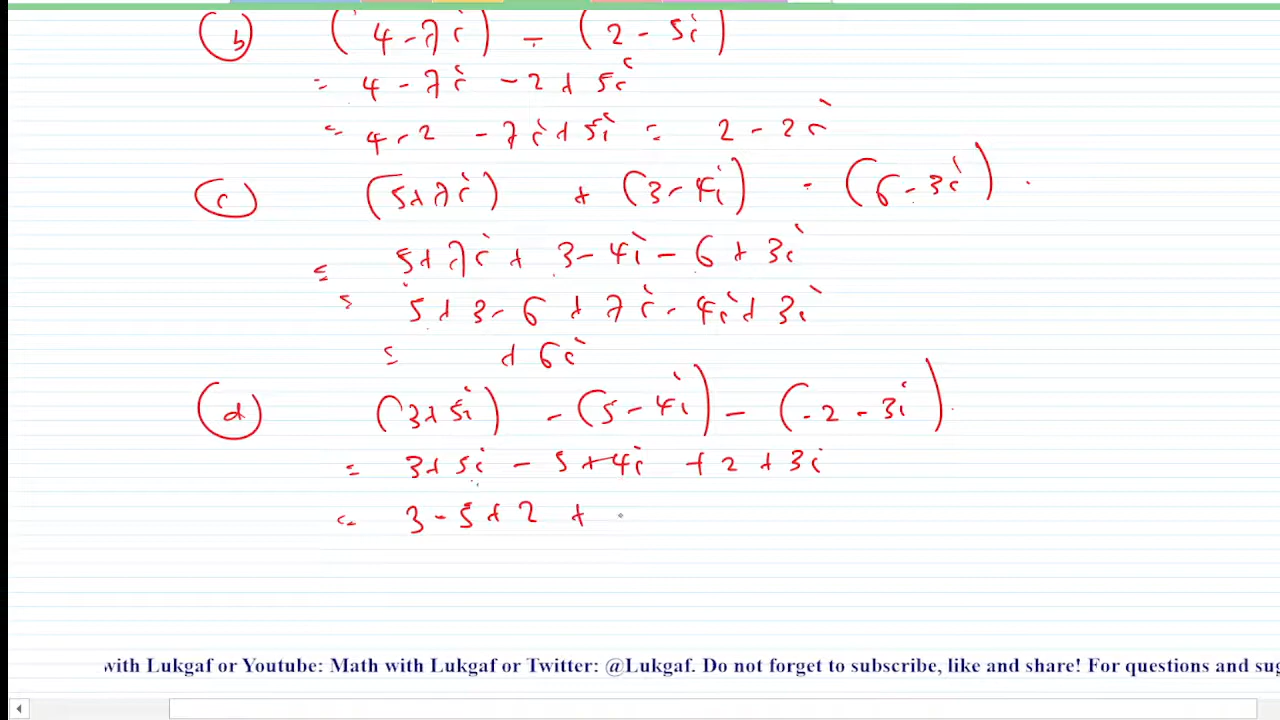 (b) (4 - 7i) - (2 - 5i)
= 4 - 7i - 2 + 5i
= 4 - 2 - 7i + 5i = 2 - 2i
(c) (5 + 7i) + (3 - 4i) - (6 - 3i).
= 5 + 7i + 3 - 4i - 6 + 3i
= 5 + 3 - 6 + 7i - 4i + 3i
= + 6i
(d) (3 + 5i) - (5 - 4i) - (-2 - 3i).
= 3 + 5i - 5 + 4i + 2 + 3i
= 3 - 5 + 2 +
with Lukgaf or Youtube: Math with Lukgaf or Twitter: @Lukgaf. Do not forget to subscribe, like and share! For questions and sug